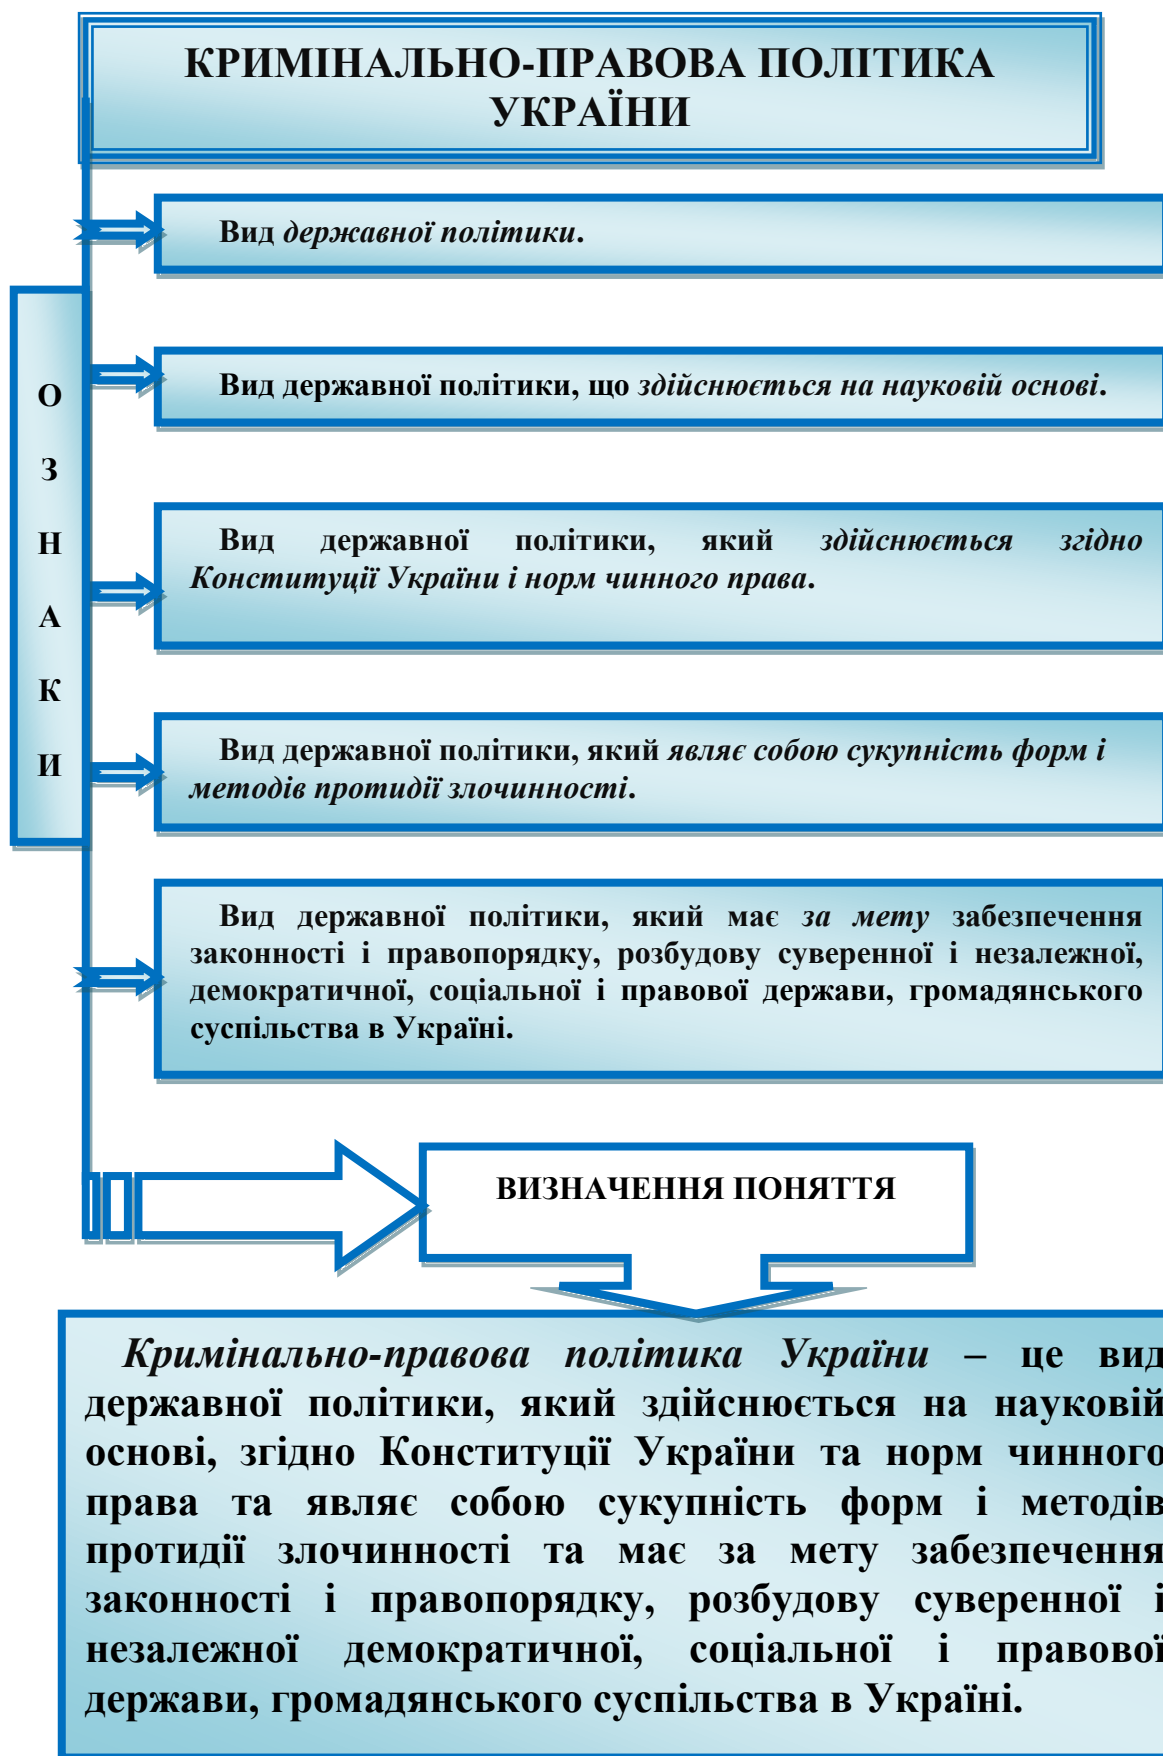 КРИМІНАЛЬНО-ПРАВОВА ПОЛІТИКА
УКРАЇНИ
Вид державної політики.
Вид державної політики, що здійснюється на науковій основі.
О
З
Н
А
К
И
Вид державної політики, який здійснюється згідно
Конституції України і норм чинного права.
Вид державної політики, який являє собою сукупність форм і
методів протидії злочинності.
Вид державної політики, який має за мету забезпечення
законності і правопорядку, розбудову суверенної і незалежної,
демократичної, соціальної і правової держави, громадянського
суспільства в Україні.
ВИЗНАЧЕННЯ ПОНЯТТЯ
Кримінально-правова політика України – це вид
державної політики, який здійснюється на науковій
основі, згідно Конституції України та норм чинного
права та являє собою сукупність форм і методів
протидії злочинності та має за мету забезпечення
законності і правопорядку, розбудову суверенної і
незалежної демократичної, соціальної і правової
держави, громадянського суспільства в Україні.